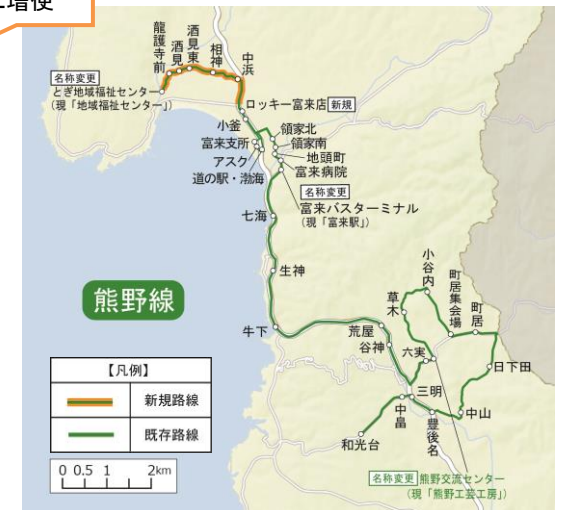 増便
龍護寺前
酒見
酒見東
相神
中浜
名称変更
とぎ地域福祉センター
(現「地域福祉センター」)
ロッキー富来店 新規
小釜
富来支所
アスク
道の駅・渤海
領家北
領家南
地頭町
富来病院
名称変更
富来バスターミナル
(現「富来駅」)
七海
生神
熊野線
牛下
荒屋
谷神
草木
小谷内
町居集会場
町居
六実
日下田
三明
中畠
中山
豊後名
和光台
【凡例】
新規路線
既存路線
0 0.5 1 2km
名称変更 熊野交流センター
(現「熊野工芸工房」)